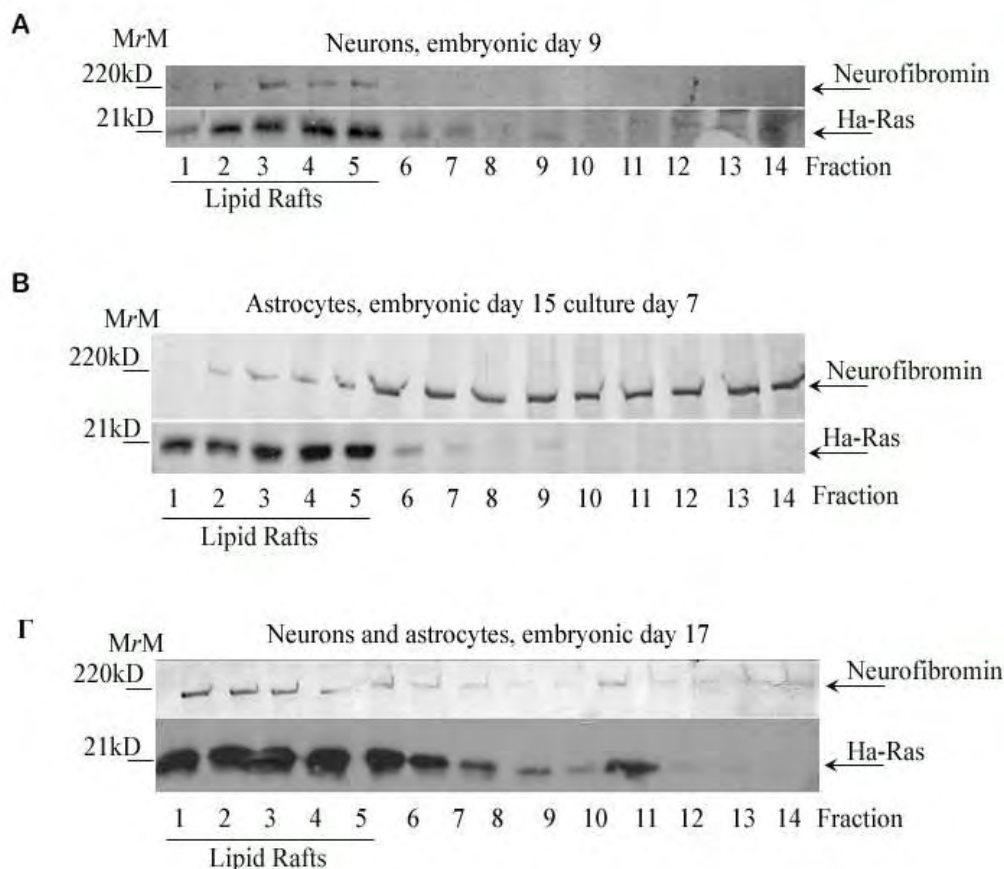 A
Neurons, embryonic day 9
MrM
220kD
Neurofibromin
21kD
Ha-Ras
1 2 3 4 5 6 7 8 9 10 11 12 13 14 Fraction
Lipid Rafts
B
Astrocytes, embryonic day 15 culture day 7
MrM
220kD
Neurofibromin
21kD
Ha-Ras
1 2 3 4 5 6 7 8 9 10 11 12 13 14 Fraction
Lipid Rafts
Γ
Neurons and astrocytes, embryonic day 17
MrM
220kD
Neurofibromin
21kD
Ha-Ras
1 2 3 4 5 6 7 8 9 10 11 12 13 14 Fraction
Lipid Rafts